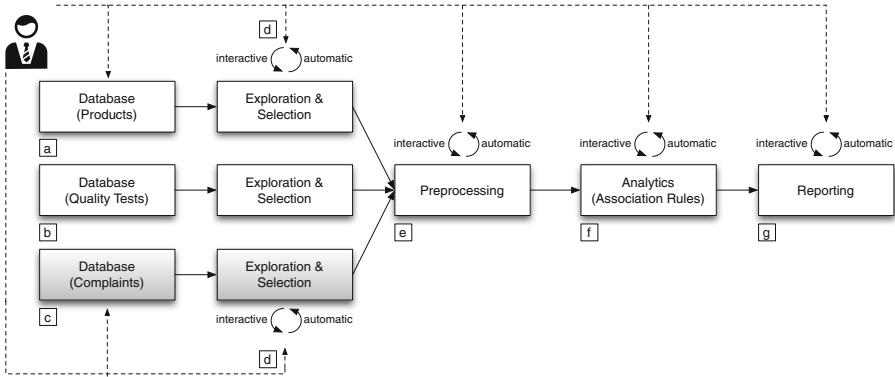 d
interactive
automatic
Database
(Products)
Exploration &
Selection
a
interactive
automatic
interactive
automatic
interactive
automatic
Database
(Quality Tests)
Exploration &
Selection
Preprocessing
Analytics
(Association Rules)
Reporting
b
e
f
g
Database
(Complaints)
Exploration &
Selection
c
interactive
automatic
d